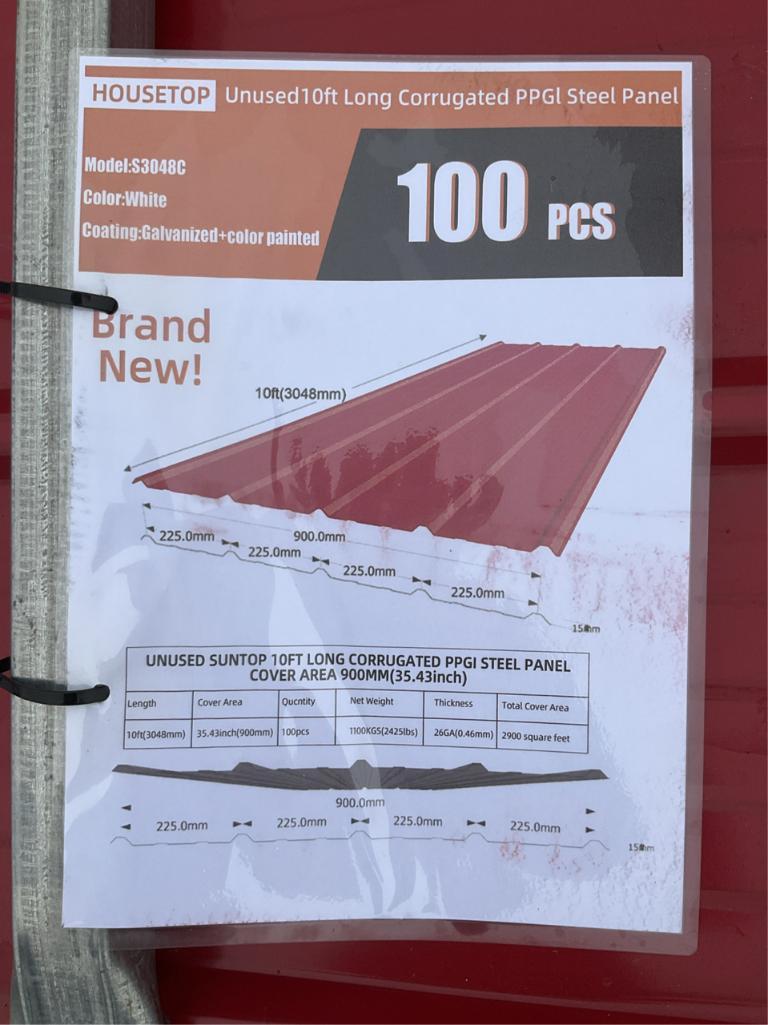 HOUSETOP Unused10ft Long Corrugated PPGl Steel Panel
Model:S3048C
Color:White
Coating:Galvanized+color painted
100 PCS
Brand
New!
10ft(3048mm)
900.0mm
225.0mm
225.0mm
225.0mm
225.0mm
15mm
UNUSED SUNTOP 10FT LONG CORRUGATED PPGI STEEL PANEL
COVER AREA 900MM(35.43inch)
Length Cover Area Qucntity Net Weight Thickness Total Cover Area
10ft(3048mm) 35.43inch(900mm) 100pcs 1100KGS(2425lbs) 26GA(0.46mm) 2900 square feet
900.0mm
225.0mm 225.0mm 225.0mm 225.0mm
15mm